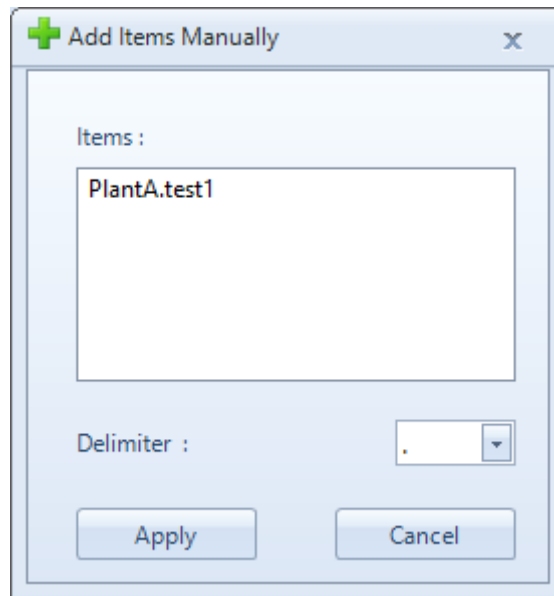 Add Items Manually x
Items :
PlantA.test1
Delimiter : .
Apply Cancel